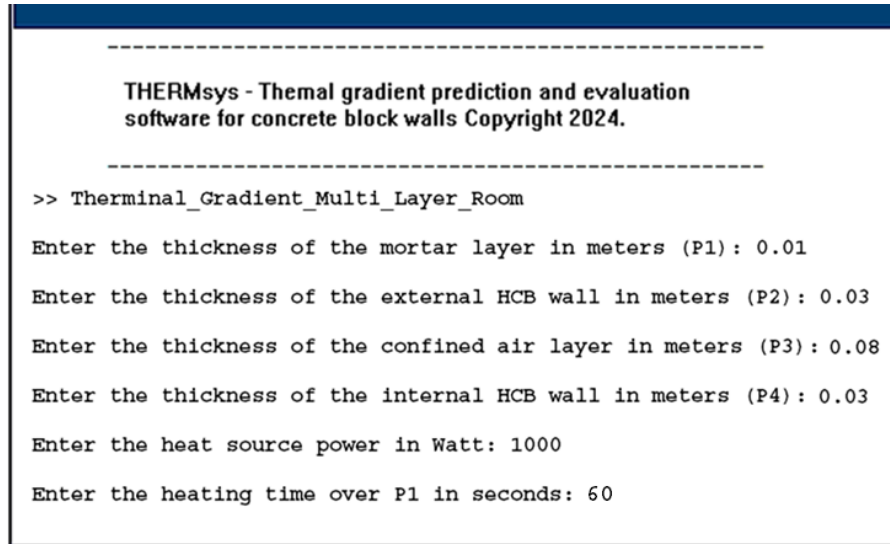 ------------------------------------------------------
THERMsys - Themal gradient prediction and evaluation
software for concrete block walls Copyright 2024.
------------------------------------------------------
>> Therminal_Gradient_Multi_Layer_Room
Enter the thickness of the mortar layer in meters (P1): 0.01
Enter the thickness of the external HCB wall in meters (P2): 0.03
Enter the thickness of the confined air layer in meters (P3): 0.08
Enter the thickness of the internal HCB wall in meters (P4): 0.03
Enter the heat source power in Watt: 1000
Enter the heating time over P1 in seconds: 60